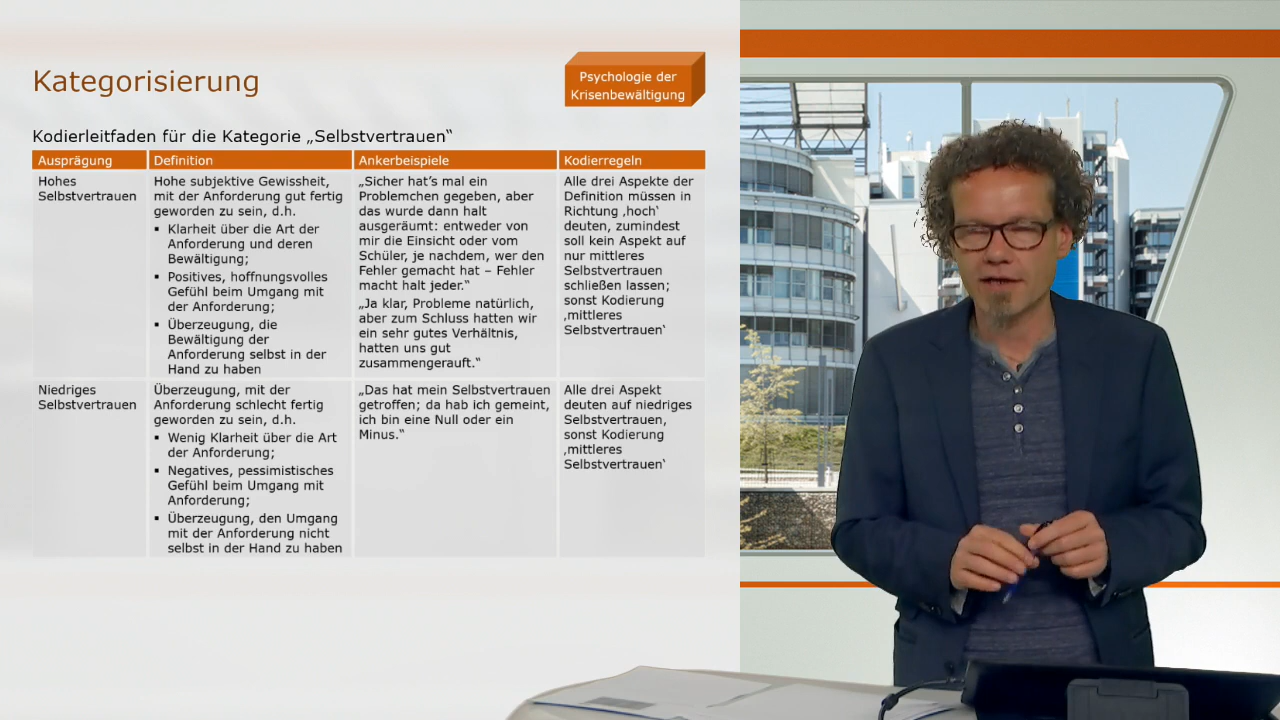 Kategorisierung
Psychologie der
Krisenbewältigung
Kodierleitfaden für die Kategorie „Selbstvertrauen“
Ausprägung
Definition
Ankerbeispiele
Kodierregeln
Hohes
Selbstvertrauen
Hohe subjektive Gewissheit,
mit der Anforderung gut fertig
geworden zu sein, d.h.
▪ Klarheit über die Art der
Anforderung und deren
Bewältigung;
▪ Positives, hoffnungsvolles
Gefühl beim Umgang mit
der Anforderung;
▪ Überzeugung, die
Bewältigung der
Anforderung selbst in der
Hand zu haben
„Sicher hat’s mal ein
Problemchen gegeben, aber
das wurde dann halt
ausgeräumt: entweder von
mir die Einsicht oder vom
Schüler, je nachdem, wer den
Fehler gemacht hat – Fehler
macht halt jeder.“
„Ja klar, Probleme natürlich,
aber zum Schluss hatten wir
ein sehr gutes Verhältnis,
hatten uns gut
zusammengerauft.“
Alle drei Aspekte der
Definition müssen in
Richtung ‚hoch‘
deuten, zumindest
soll kein Aspekt auf
nur mittleres
Selbstvertrauen
schließen lassen;
sonst Kodierung
‚mittleres
Selbstvertrauen‘
Niedriges
Selbstvertrauen
Überzeugung, mit der
Anforderung schlecht fertig
geworden zu sein, d.h.
▪ Wenig Klarheit über die Art
der Anforderung;
▪ Negatives, pessimistisches
Gefühl beim Umgang mit
Anforderung;
▪ Überzeugung, den Umgang
mit der Anforderung nicht
selbst in der Hand zu haben
„Das hat mein Selbstvertrauen
getroffen; da hab ich gemeint,
ich bin eine Null oder ein
Minus.“
Alle drei Aspekt
deuten auf niedriges
Selbstvertrauen,
sonst Kodierung
‚mittleres
Selbstvertrauen‘